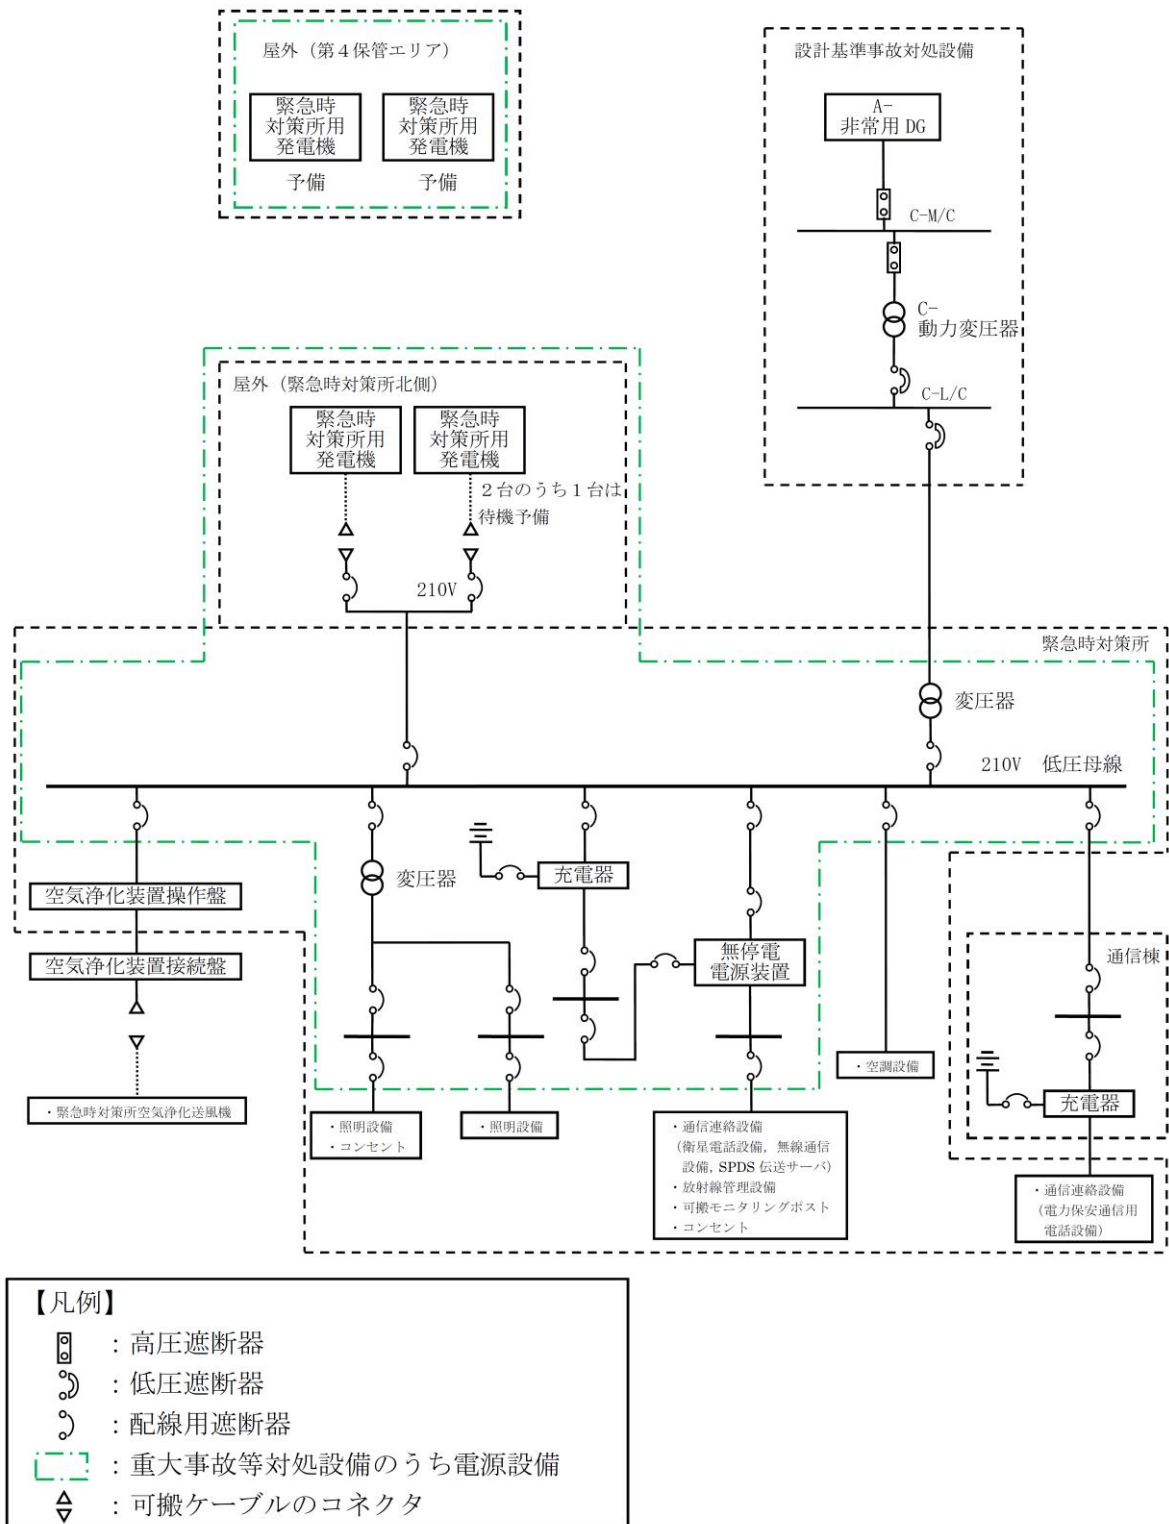 屋外（第４保管エリア）
緊急時
対策所用
発電機
予備
緊急時
対策所用
発電機
予備
設計基準事故対処設備
A-
非常用 DG
C-M/C
C-
動力変圧器
C-L/C
屋外（緊急時対策所北側）
緊急時
対策所用
発電機
緊急時
対策所用
発電機
２台のうち１台は
待機予備
210V
緊急時対策所
変圧器
210V 低圧母線
空気浄化装置操作盤
空気浄化装置接続盤
・緊急時対策所空気浄化送風機
変圧器
充電器
無停電
電源装置
通信棟
充電器
・空調設備
・照明設備
・コンセント
・照明設備
・通信連絡設備
（衛星電話設備，無線通信
設備，SPDS 伝送サーバ）
・放射線管理設備
・可搬モニタリングポスト
・コンセント
・通信連絡設備
（電力保安通信用
電話設備）
【凡例】
：高圧遮断器
：低圧遮断器
：配線用遮断器
：重大事故等対処設備のうち電源設備
：可搬ケーブルのコネクタ